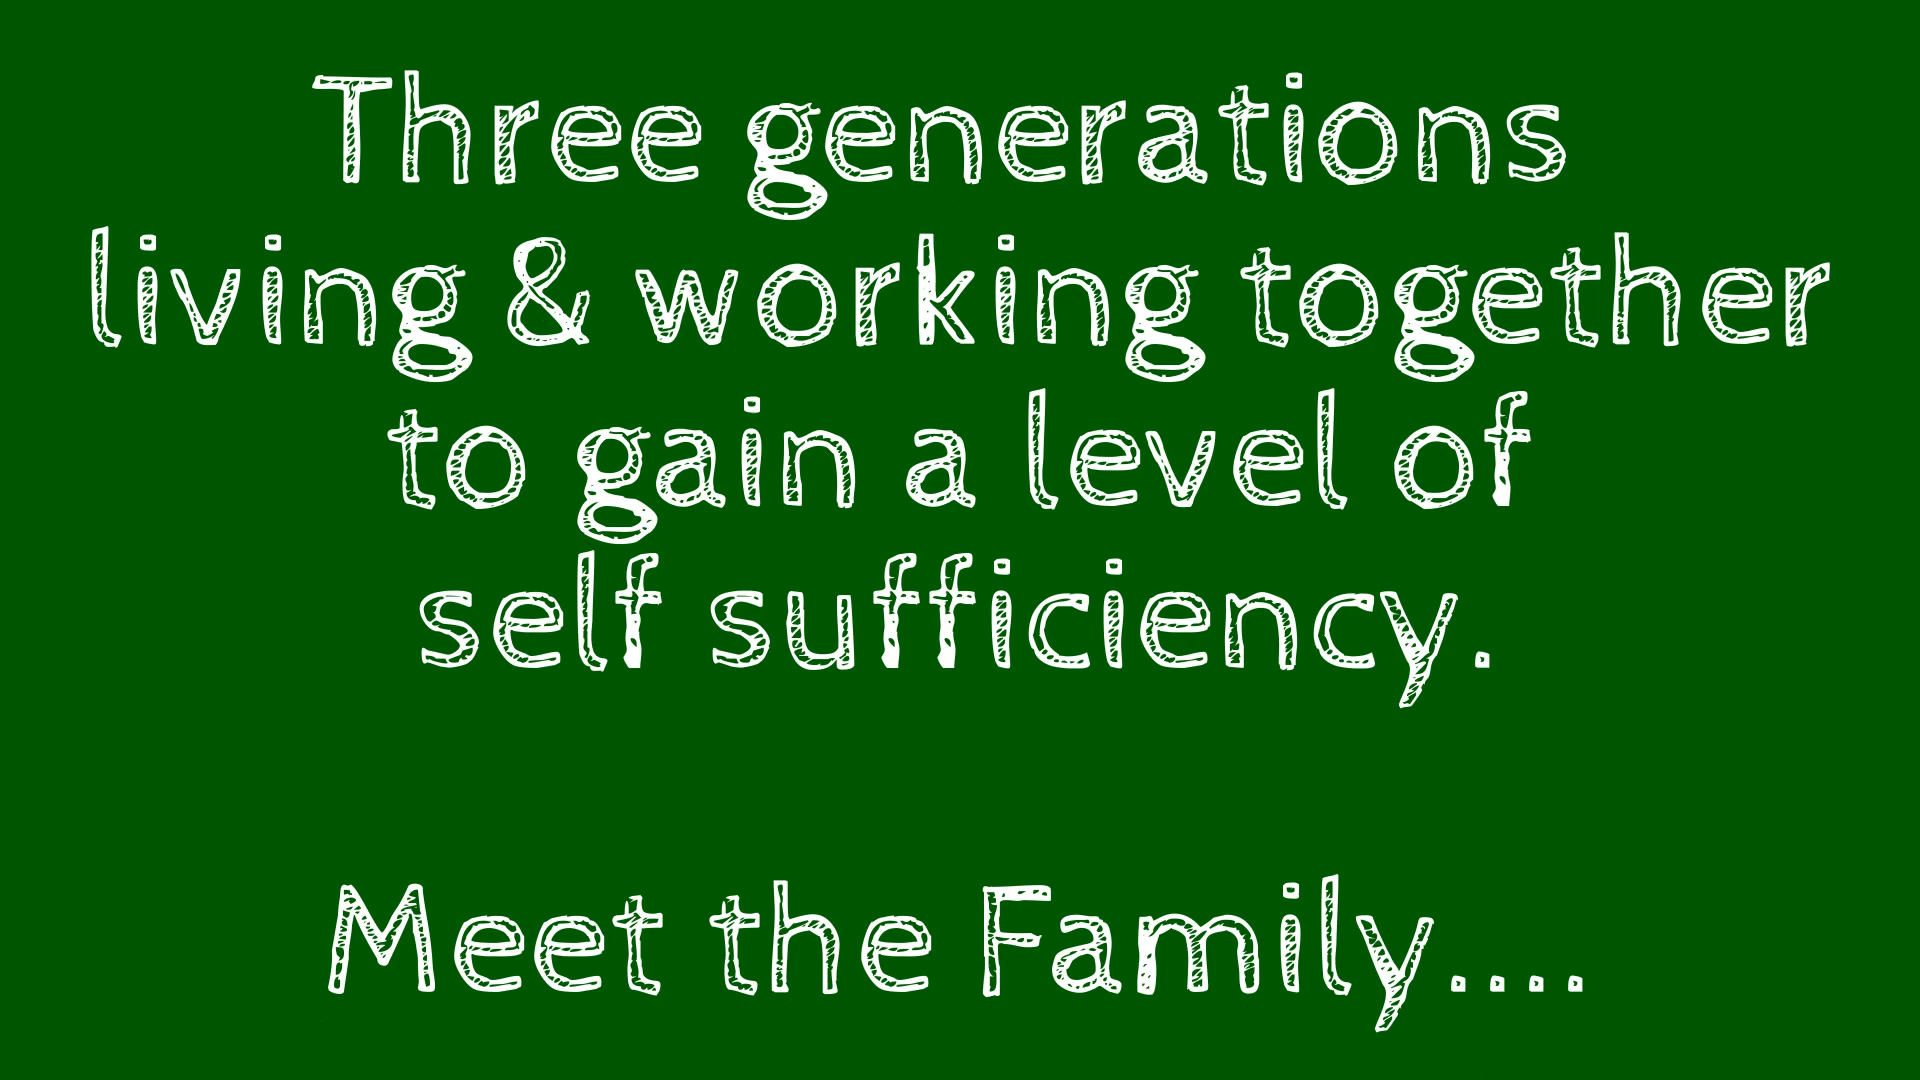 Three generations
living & working together
to gain a level of
self sufficiency.
Meet the Family....